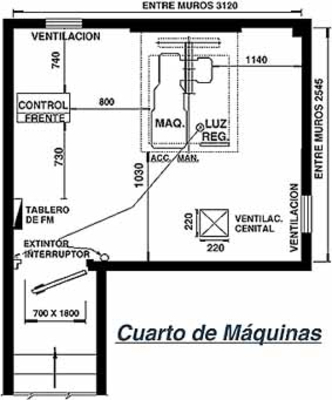 ENTRE MUROS 3120
VENTILACION
740
1140
CONTROL
FRENTE
800
MAQ.
LUZ
REG.
ENTRE MUROS 2545
730
ACC. MAN.
1030
TABLERO
DE FM
220
220
VENTILAC.
CENITAL
VENTILACION
EXTINTOR
INTERRUPTOR
700 X 1800
Cuarto de Máquinas